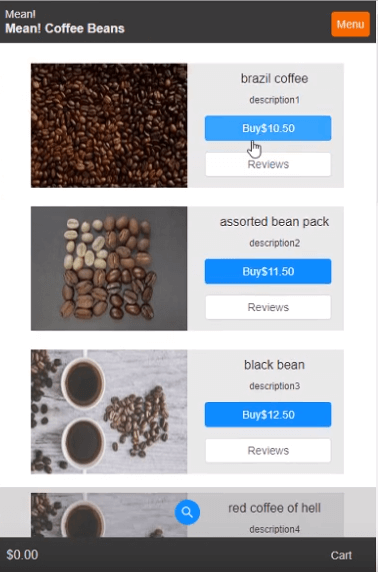 Mean!
Mean! Coffee Beans
Menu
brazil coffee
description1
Buy$10.50
Reviews
assorted bean pack
description2
Buy$11.50
Reviews
black bean
description3
Buy$12.50
Reviews
red coffee of hell
description4
$0.00
Cart